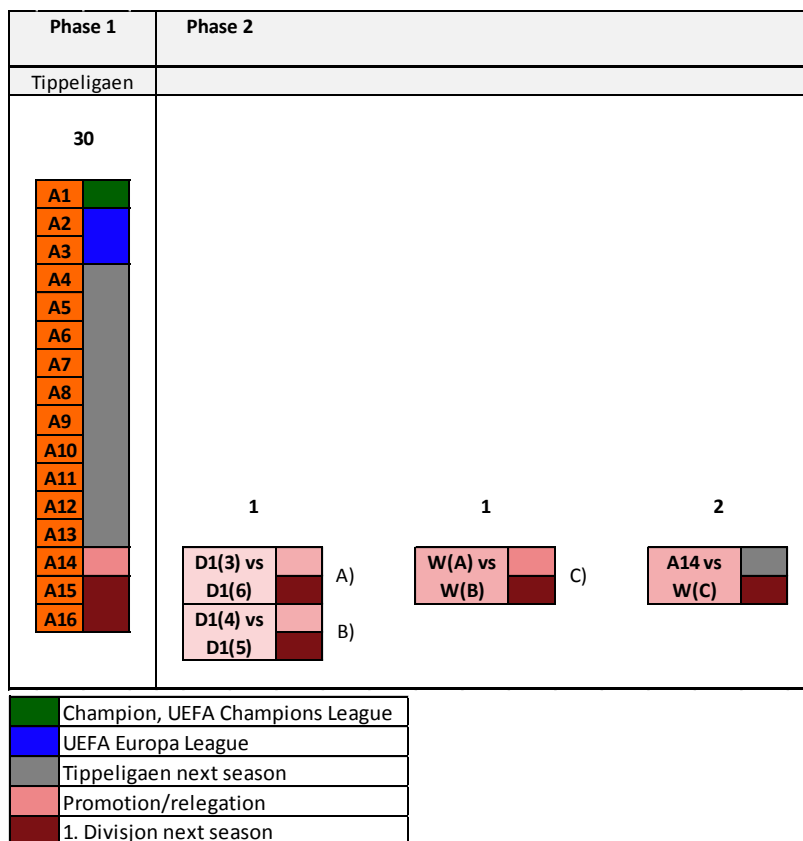 Phase 1 Phase 2
Tippeligaen
30
A1
A2
A3
A4
A5
A6
A7
A8
A9
A10
A11
A12 1 1 2
A13
A14 D1(3) vs W(A) vs A14 vs
A15 D1(6) A) W(B) C) W(C)
A16 D1(4) vs B)
D1(5)
Champion, UEFA Champions League
UEFA Europa League
Tippeligaen next season
Promotion/relegation
1. Divisjon next season